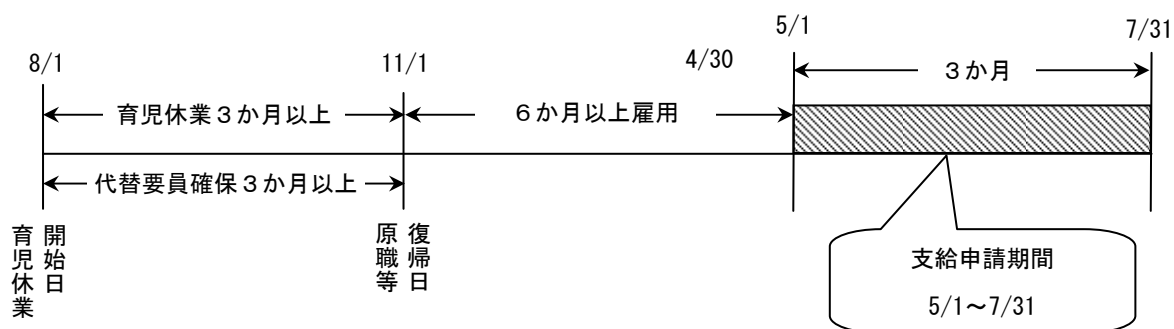 5/1
7/31
8/1
11/1
4/30
3か月
育児休業3か月以上
6か月以上雇用
代替要員確保3か月以上
育児休業
開始日
原職等
復帰日
支給申請期間
5/1~7/31